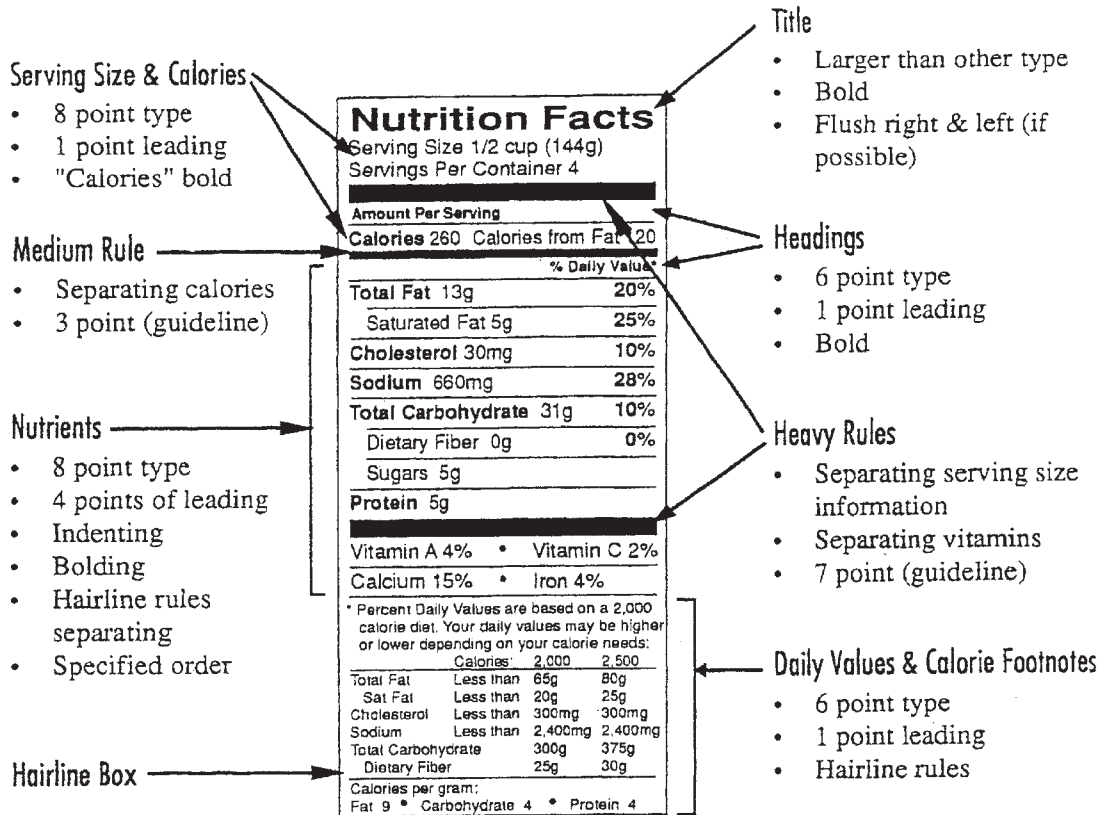 Serving Size & Calories
• 8 point type
• 1 point leading
• "Calories" bold
Medium Rule
• Separating calories
• 3 point (guideline)
Nutrients
• 8 point type
• 4 points of leading
• Indenting
• Bolding
• Hairline rules
separating
• Specified order
Hairline Box
Nutrition Facts
Serving Size 1/2 cup (144g)
Servings Per Container 4
Amount Per Serving
Calories 260 Calories from Fat 120
% Daily Value*
Total Fat 13g 20%
Saturated Fat 5g 25%
Cholesterol 30mg 10%
Sodium 660mg 28%
Total Carbohydrate 31g 10%
Dietary Fiber 0g 0%
Sugars 5g
Protein 5g
Vitamin A 4% • Vitamin C 2%
Calcium 15% • Iron 4%
* Percent Daily Values are based on a 2,000
calorie diet. Your daily values may be higher
or lower depending on your calorie needs:
Calories: 2,000 2,500
Total Fat Less than 65g 80g
Sat Fat Less than 20g 25g
Cholesterol Less than 300mg 300mg
Sodium Less than 2,400mg 2,400mg
Total Carbohydrate 300g 375g
Dietary Fiber 25g 30g
Calories per gram:
Fat 9 • Carbohydrate 4 • Protein 4
Title
• Larger than other type
• Bold
• Flush right & left (if
possible)
Headings
• 6 point type
• 1 point leading
• Bold
Heavy Rules
• Separating serving size
information
• Separating vitamins
• 7 point (guideline)
Daily Values & Calorie Footnotes
• 6 point type
• 1 point leading
• Hairline rules